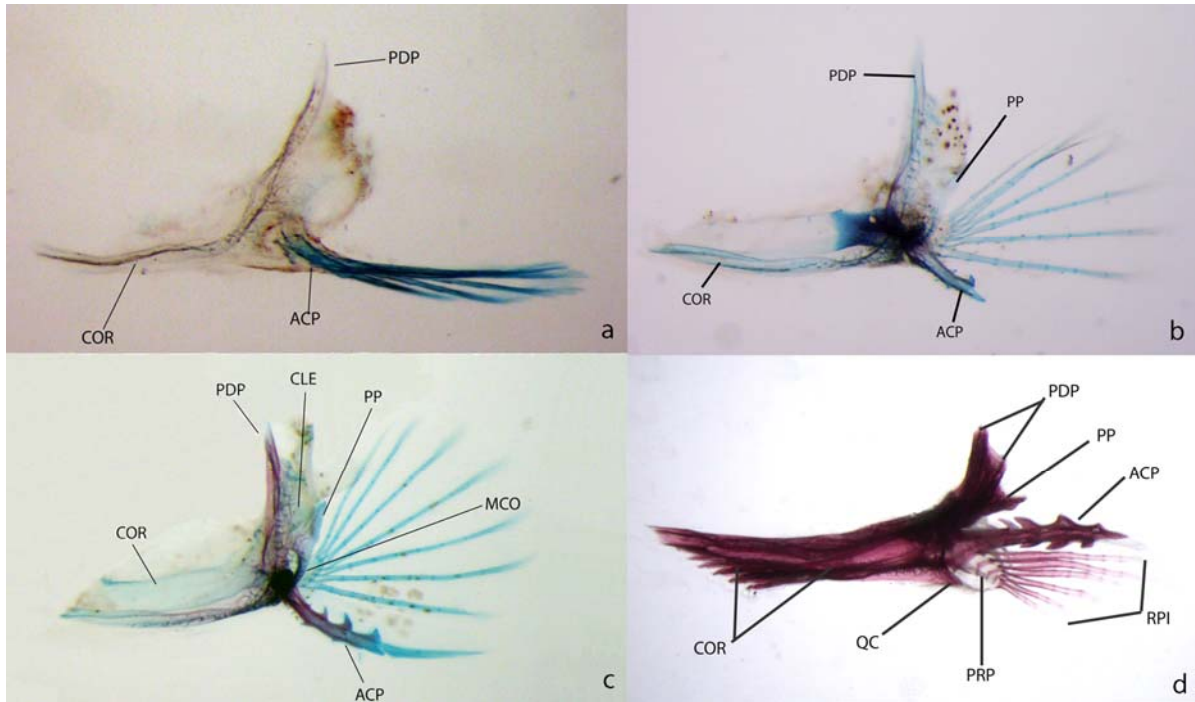 PDP
COR
ACP
a
PDP
PP
COR
ACP
b
PDP
CLE
PP
MCO
COR
ACP
c
PDP
PP
ACP
COR
QC
PRP
RPI
d